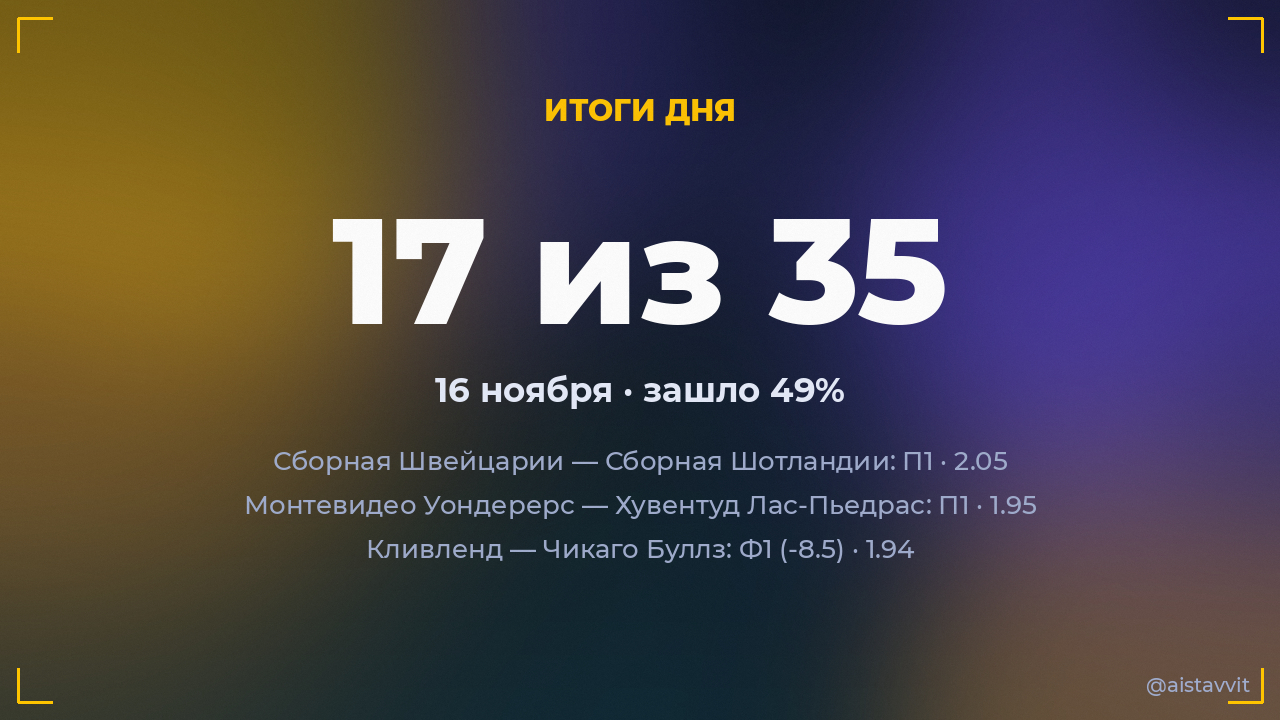 ИТОГИ ДНЯ
17 из 35
16 ноября · зашло 49%
Сборная Швейцарии — Сборная Шотландии: П1 · 2.05
Монтевидео Уондерерс — Хувентуд Лас-Пьедрас: П1 · 1.95
Кливленд — Чикаго Буллз: Ф1 (-8.5) · 1.94
@aistavvit